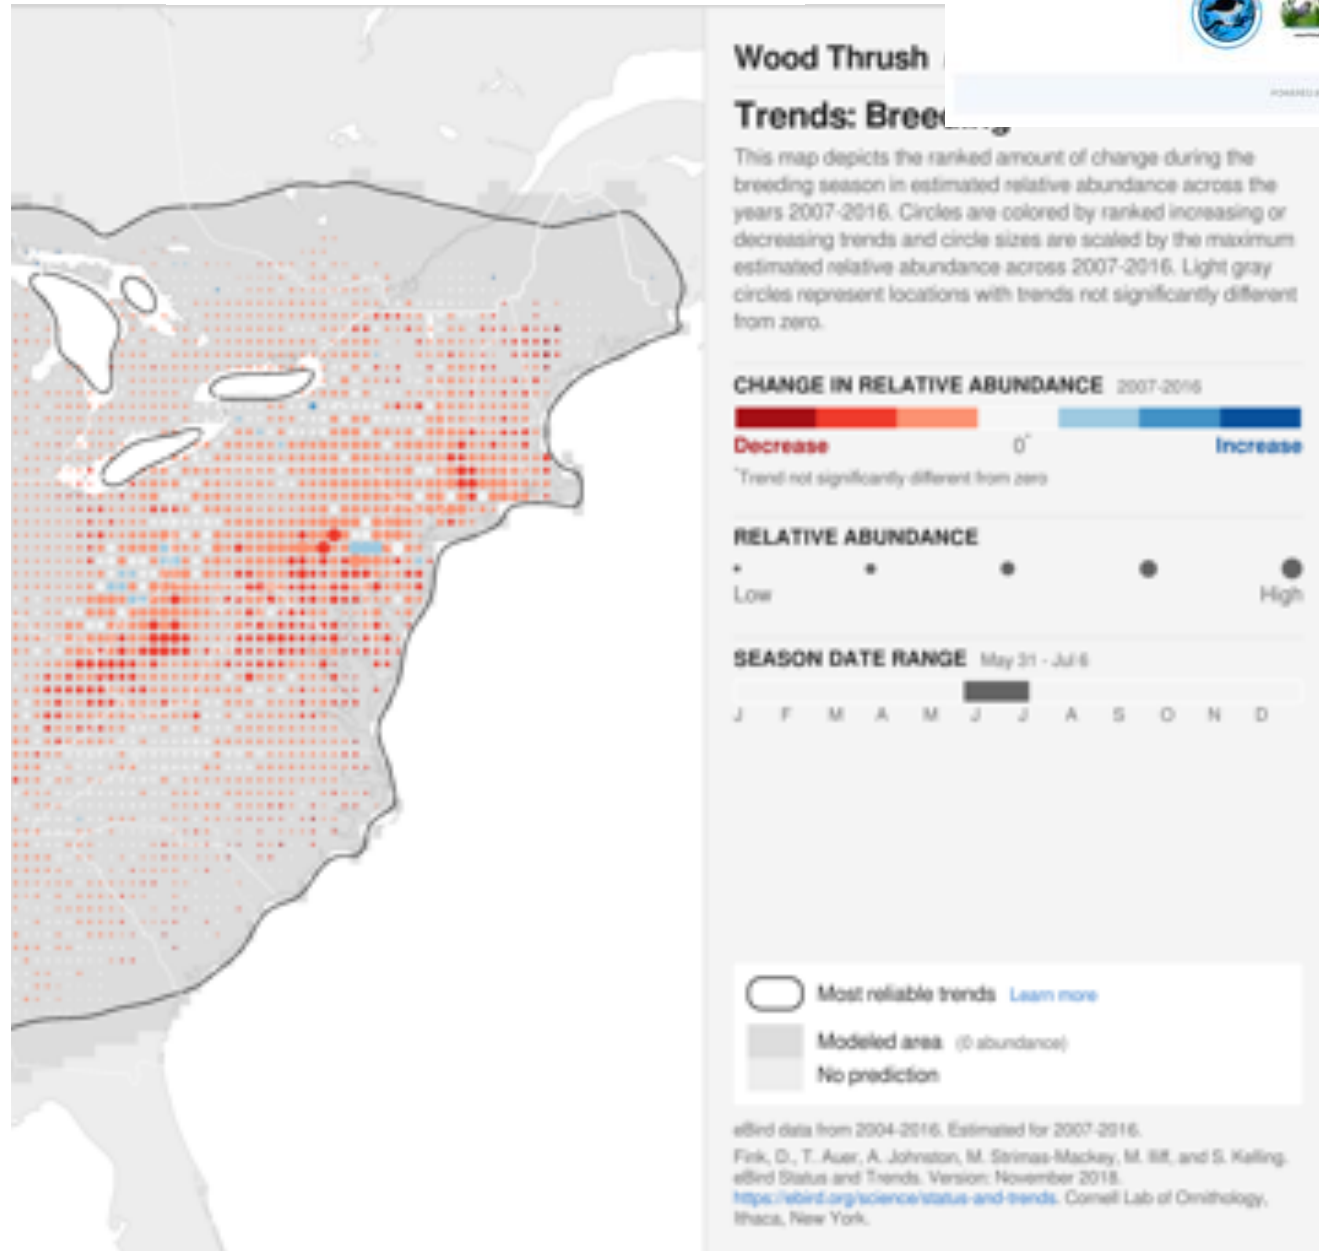 Wood Thrush
Trends: Breeding
This map depicts the ranked amount of change during the
breeding season in estimated relative abundance across the
years 2007-2016. Circles are colored by ranked increasing or
decreasing trends and circle sizes are scaled by the maximum
estimated relative abundance across 2007-2016. Light gray
circles represent locations with trends not significantly different
from zero.
CHANGE IN RELATIVE ABUNDANCE 2007-2016
Decrease 0* Increase
*Trend not significantly different from zero
RELATIVE ABUNDANCE
Low High
SEASON DATE RANGE May 31 - Jul 6
J F M A M J J A S O N D
Most reliable trends Learn more
Modeled area (0 abundance)
No prediction
eBird data from 2004-2016. Estimated for 2007-2016.
Fink, D., T. Auer, A. Johnston, M. Strimas-Mackey, M. Iliff, and S. Kelling.
eBird Status and Trends. Version: November 2018.
https://ebird.org/science/status-and-trends. Cornell Lab of Ornithology,
Ithaca, New York.